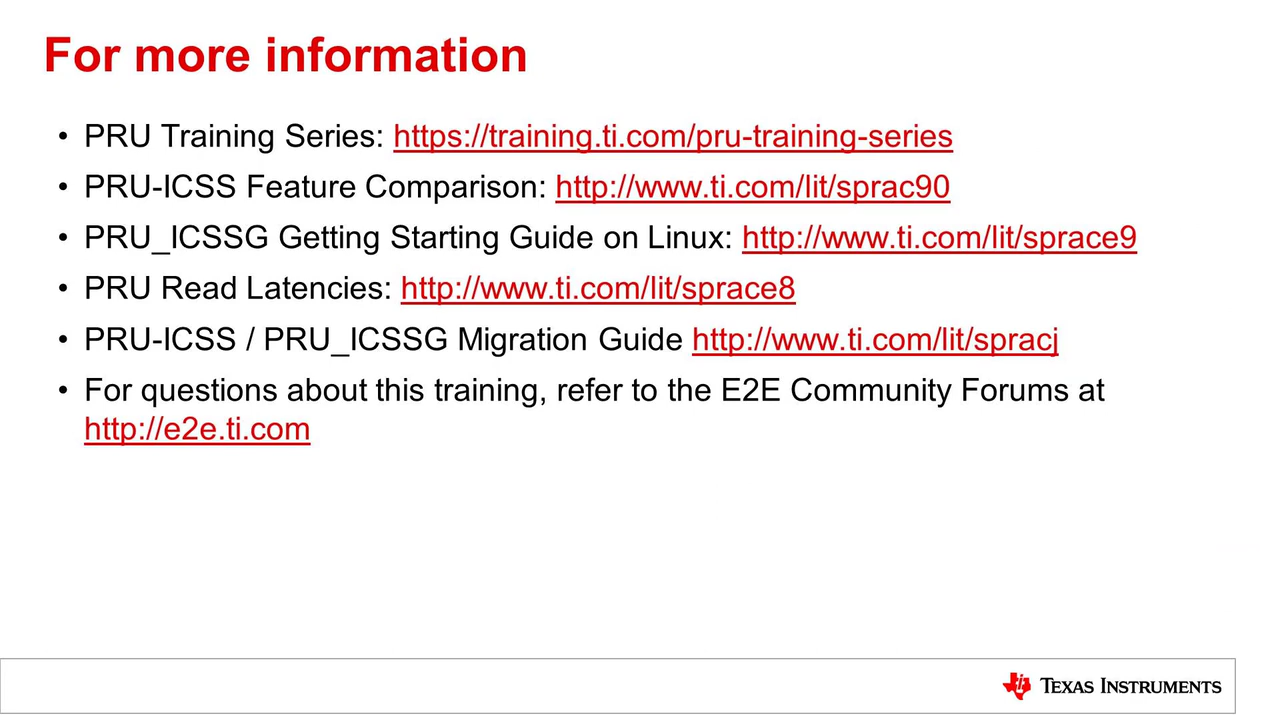 For more information
• PRU Training Series: https://training.ti.com/pru-training-series
• PRU-ICSS Feature Comparison: http://www.ti.com/lit/sprac90
• PRU_ICSSG Getting Starting Guide on Linux: http://www.ti.com/lit/sprace9
• PRU Read Latencies: http://www.ti.com/lit/sprace8
• PRU-ICSS / PRU_ICSSG Migration Guide http://www.ti.com/lit/spracj
• For questions about this training, refer to the E2E Community Forums at
http://e2e.ti.com
TEXAS INSTRUMENTS